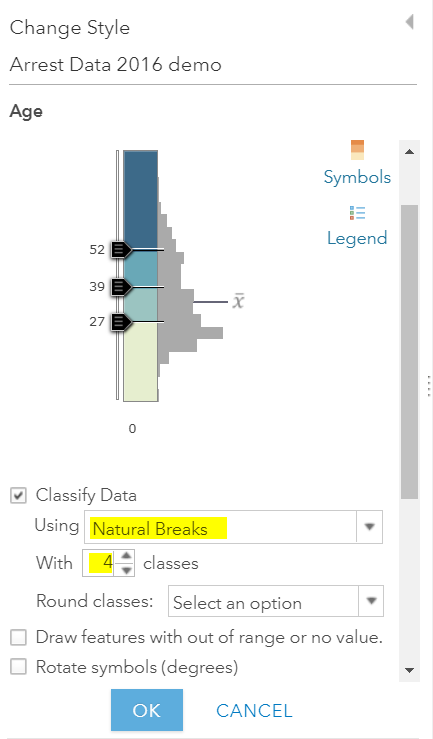 Change Style
Arrest Data 2016 demo
Age
Symbols
Legend
52
39
27
x̄
0
Classify Data
Using Natural Breaks
With 4 classes
Round classes: Select an option
Draw features with out of range or no value.
Rotate symbols (degrees)
OK CANCEL